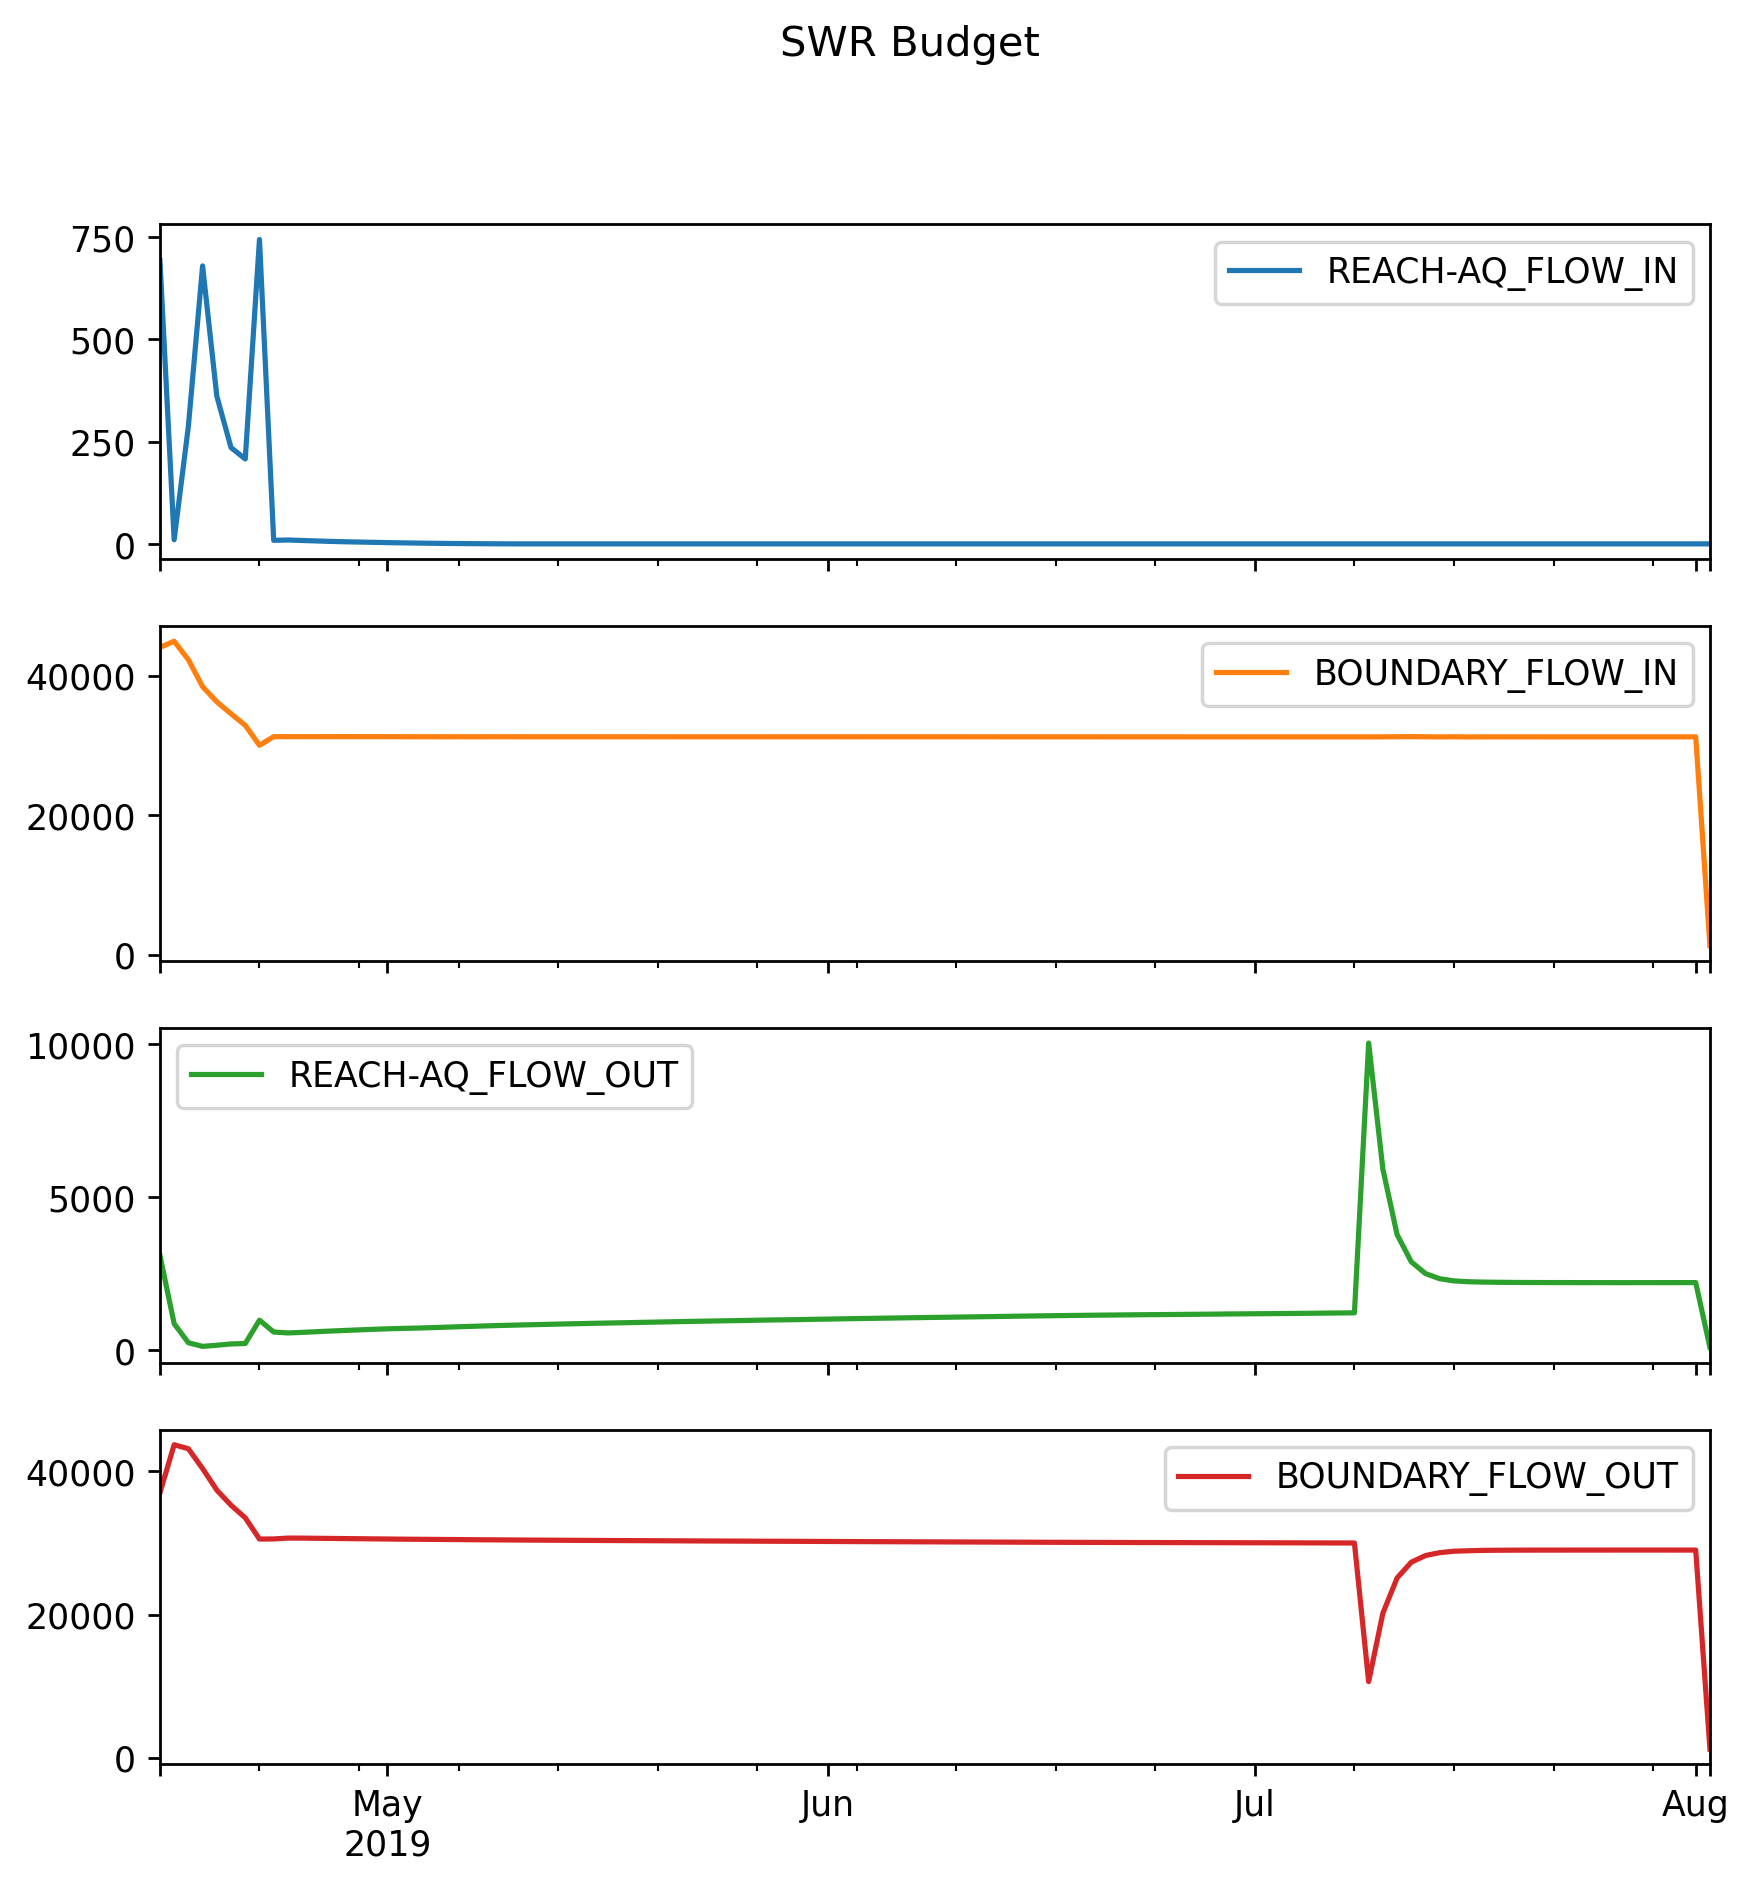 SWR Budget
750
500
250
0
REACH-AQ_FLOW_IN
40000
20000
0
BOUNDARY_FLOW_IN
10000
5000
0
REACH-AQ_FLOW_OUT
40000
20000
0
BOUNDARY_FLOW_OUT
May Jun Jul Aug
2019